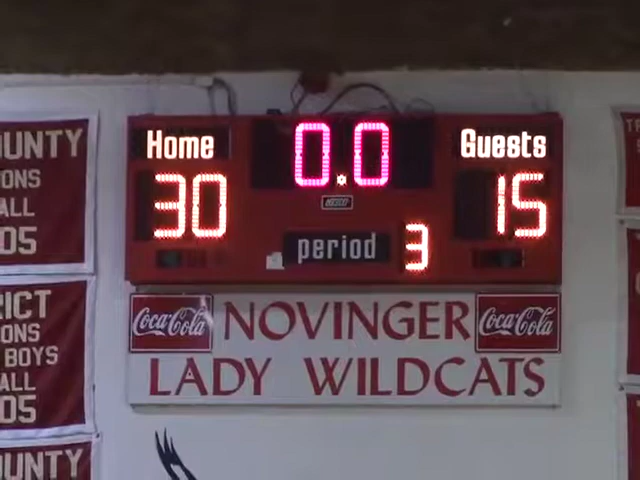 UNTY
ONS
ALL
05
RICT
ONS
BOYS
ALL
05
OUNTY
Home 0.0 Guests
30 15
period 3
Coca-Cola NOVINGER Coca-Cola
LADY WILDCATS